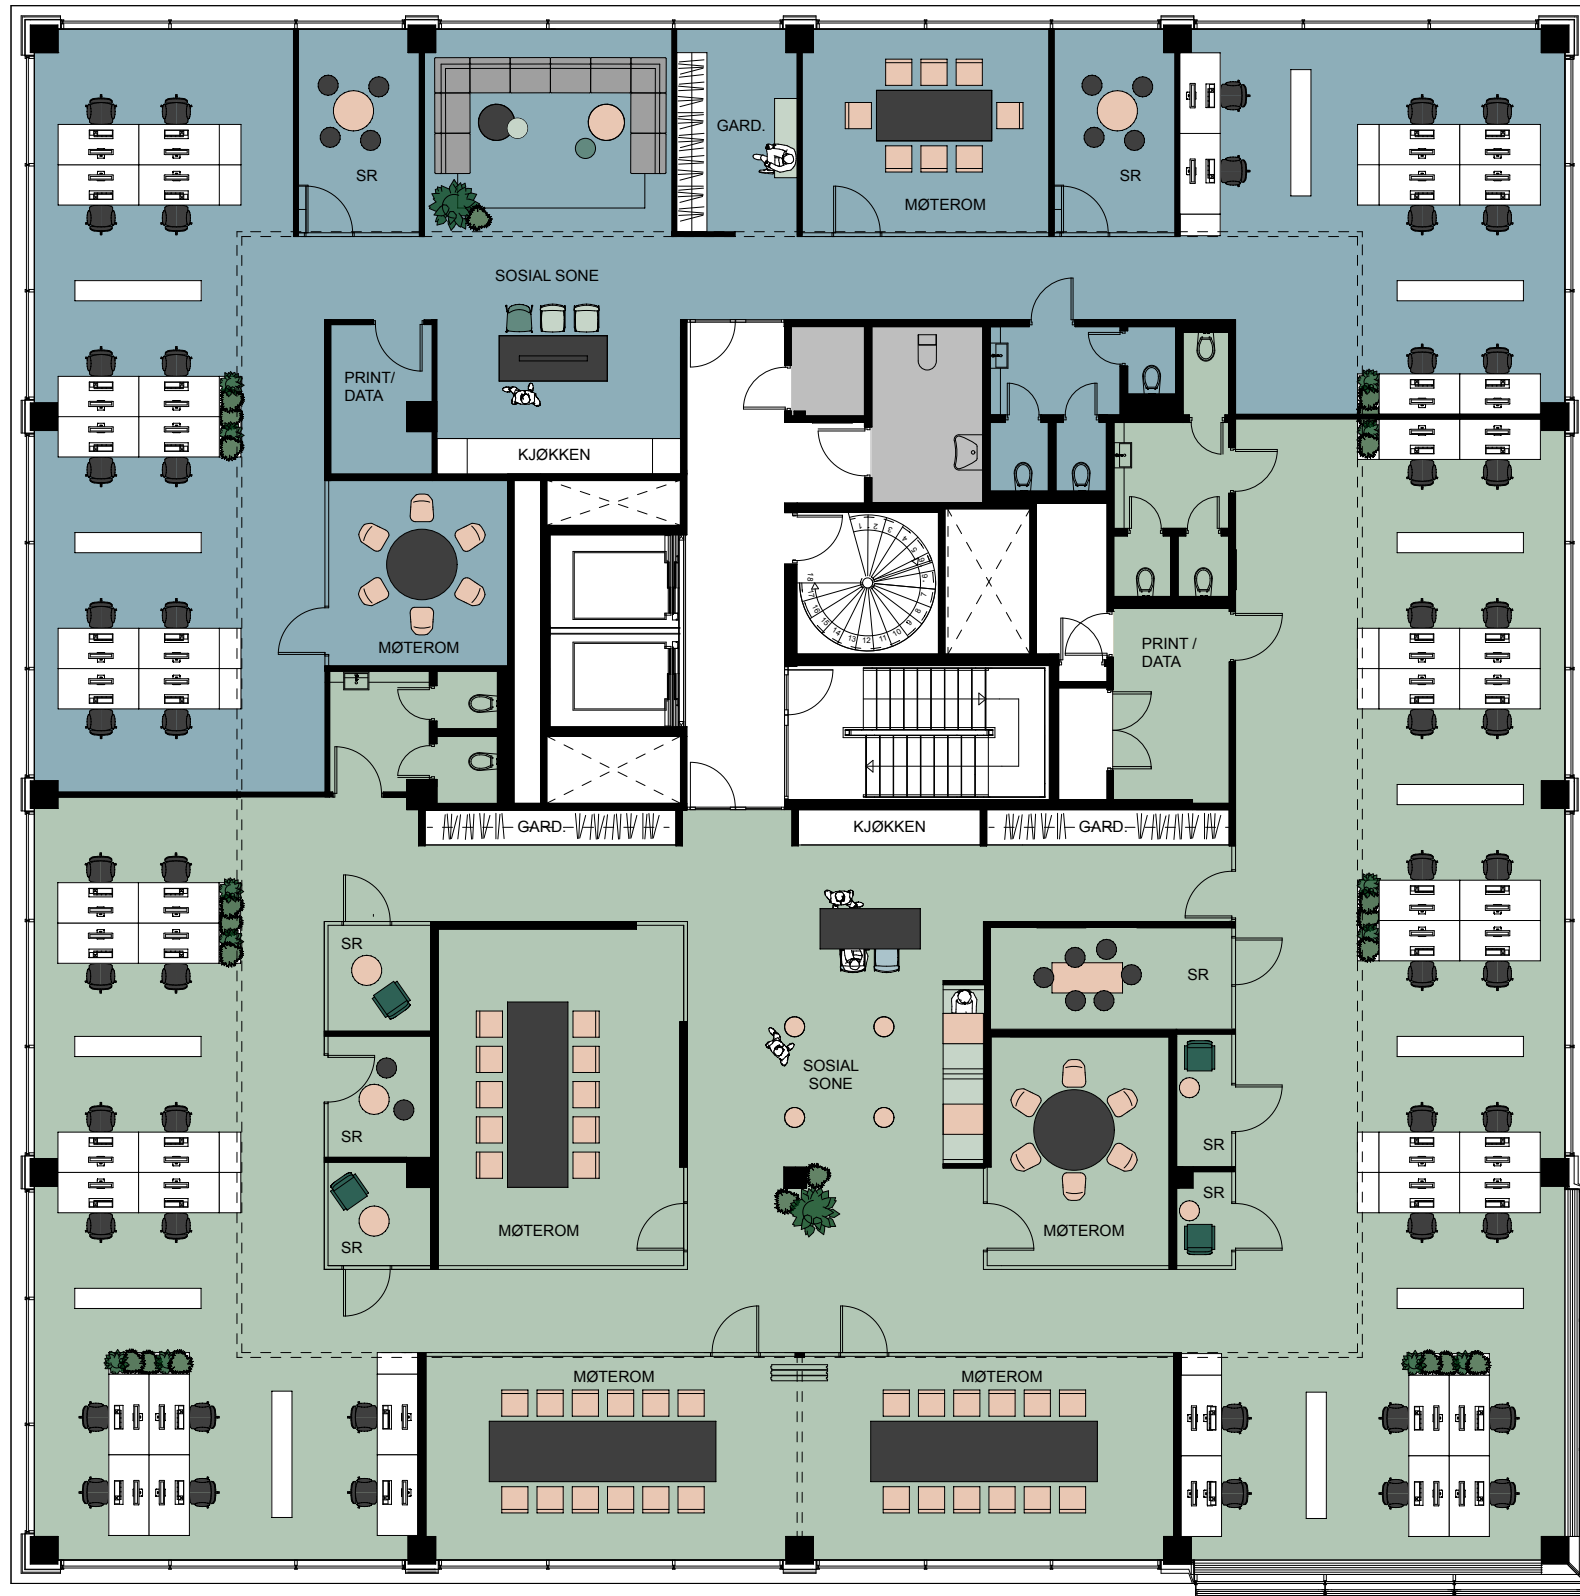 GARD.
SR
SR
MØTEROM
SOSIAL SONE
PRINT/
DATA
KJØKKEN
MØTEROM
PRINT /
DATA
GARD.
KJØKKEN
GARD.
SR
SR
SOSIAL
SONE
SR
SR
SR
SR
MØTEROM
MØTEROM
MØTEROM
MØTEROM